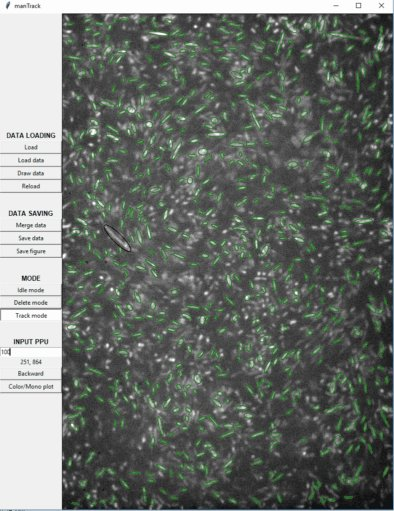 manTrack
DATA LOADING
Load
Load data
Draw data
Reload
DATA SAVING
Merge data
Save data
Save figure
MODE
Idle mode
Delete mode
Track mode
INPUT PPU
100
251, 864
Backward
Color/Mono plot